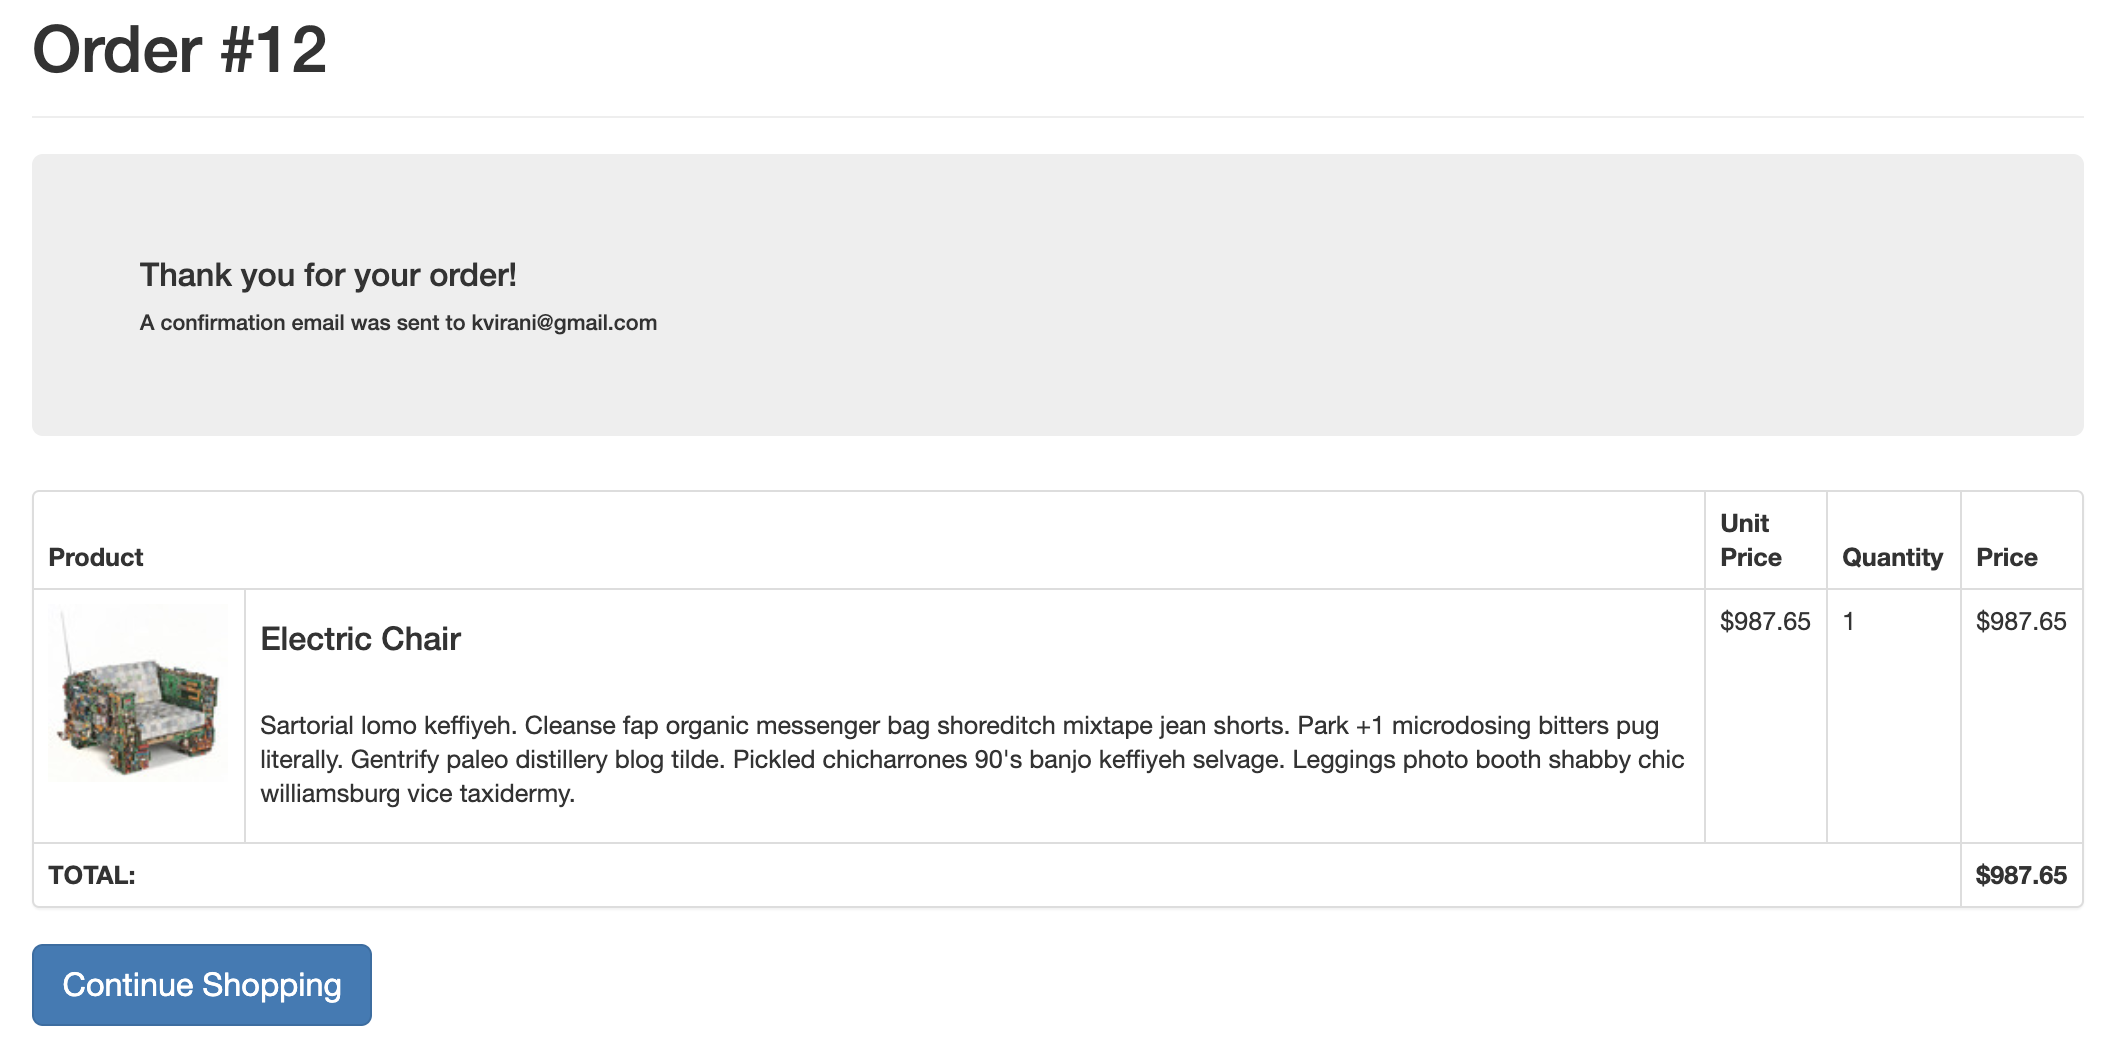 Order #12
Thank you for your order!
A confirmation email was sent to kvirani@gmail.com
Product
Unit
Price
Quantity
Price
Electric Chair
$987.65
1
$987.65
Sartorial lomo keffiyeh. Cleanse fap organic messenger bag shoreditch mixtape jean shorts. Park +1 microdosing bitters pug
literally. Gentrify paleo distillery blog tilde. Pickled chicharrones 90's banjo keffiyeh selvage. Leggings photo booth shabby chic
williamsburg vice taxidermy.
TOTAL:
$987.65
Continue Shopping